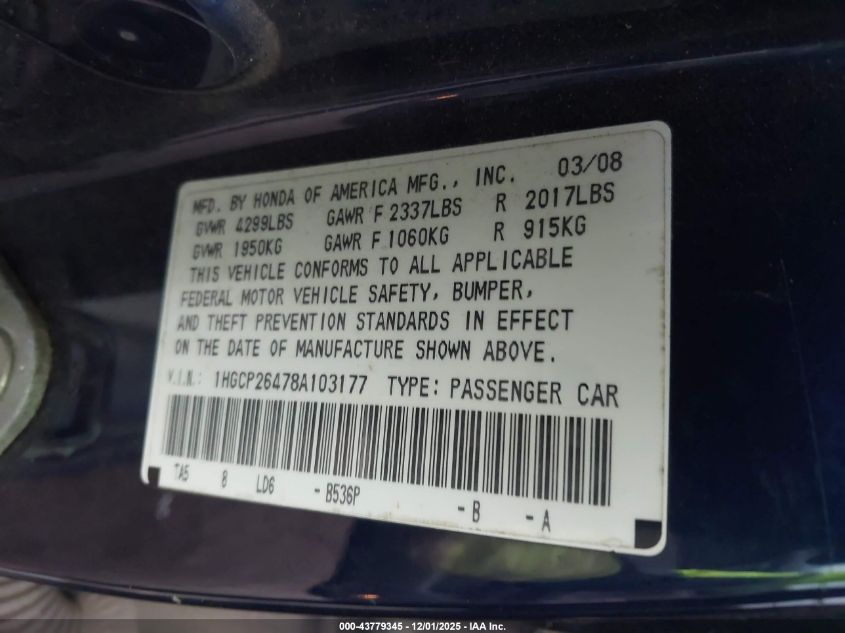 MFD. BY HONDA OF AMERICA MFG., INC. 03/08
GVWR 4299LBS GAWR F 2337LBS R 2017LBS
GVWR 1950KG GAWR F 1060KG R 915KG
THIS VEHICLE CONFORMS TO ALL APPLICABLE
FEDERAL MOTOR VEHICLE SAFETY, BUMPER,
AND THEFT PREVENTION STANDARDS IN EFFECT
ON THE DATE OF MANUFACTURE SHOWN ABOVE.
V.I.N.: 1HGCP26478A103177 TYPE: PASSENGER CAR
TA5 8 LD6 -B536P -B -A
000-43779345 - 12/01/2025 - IAA Inc.